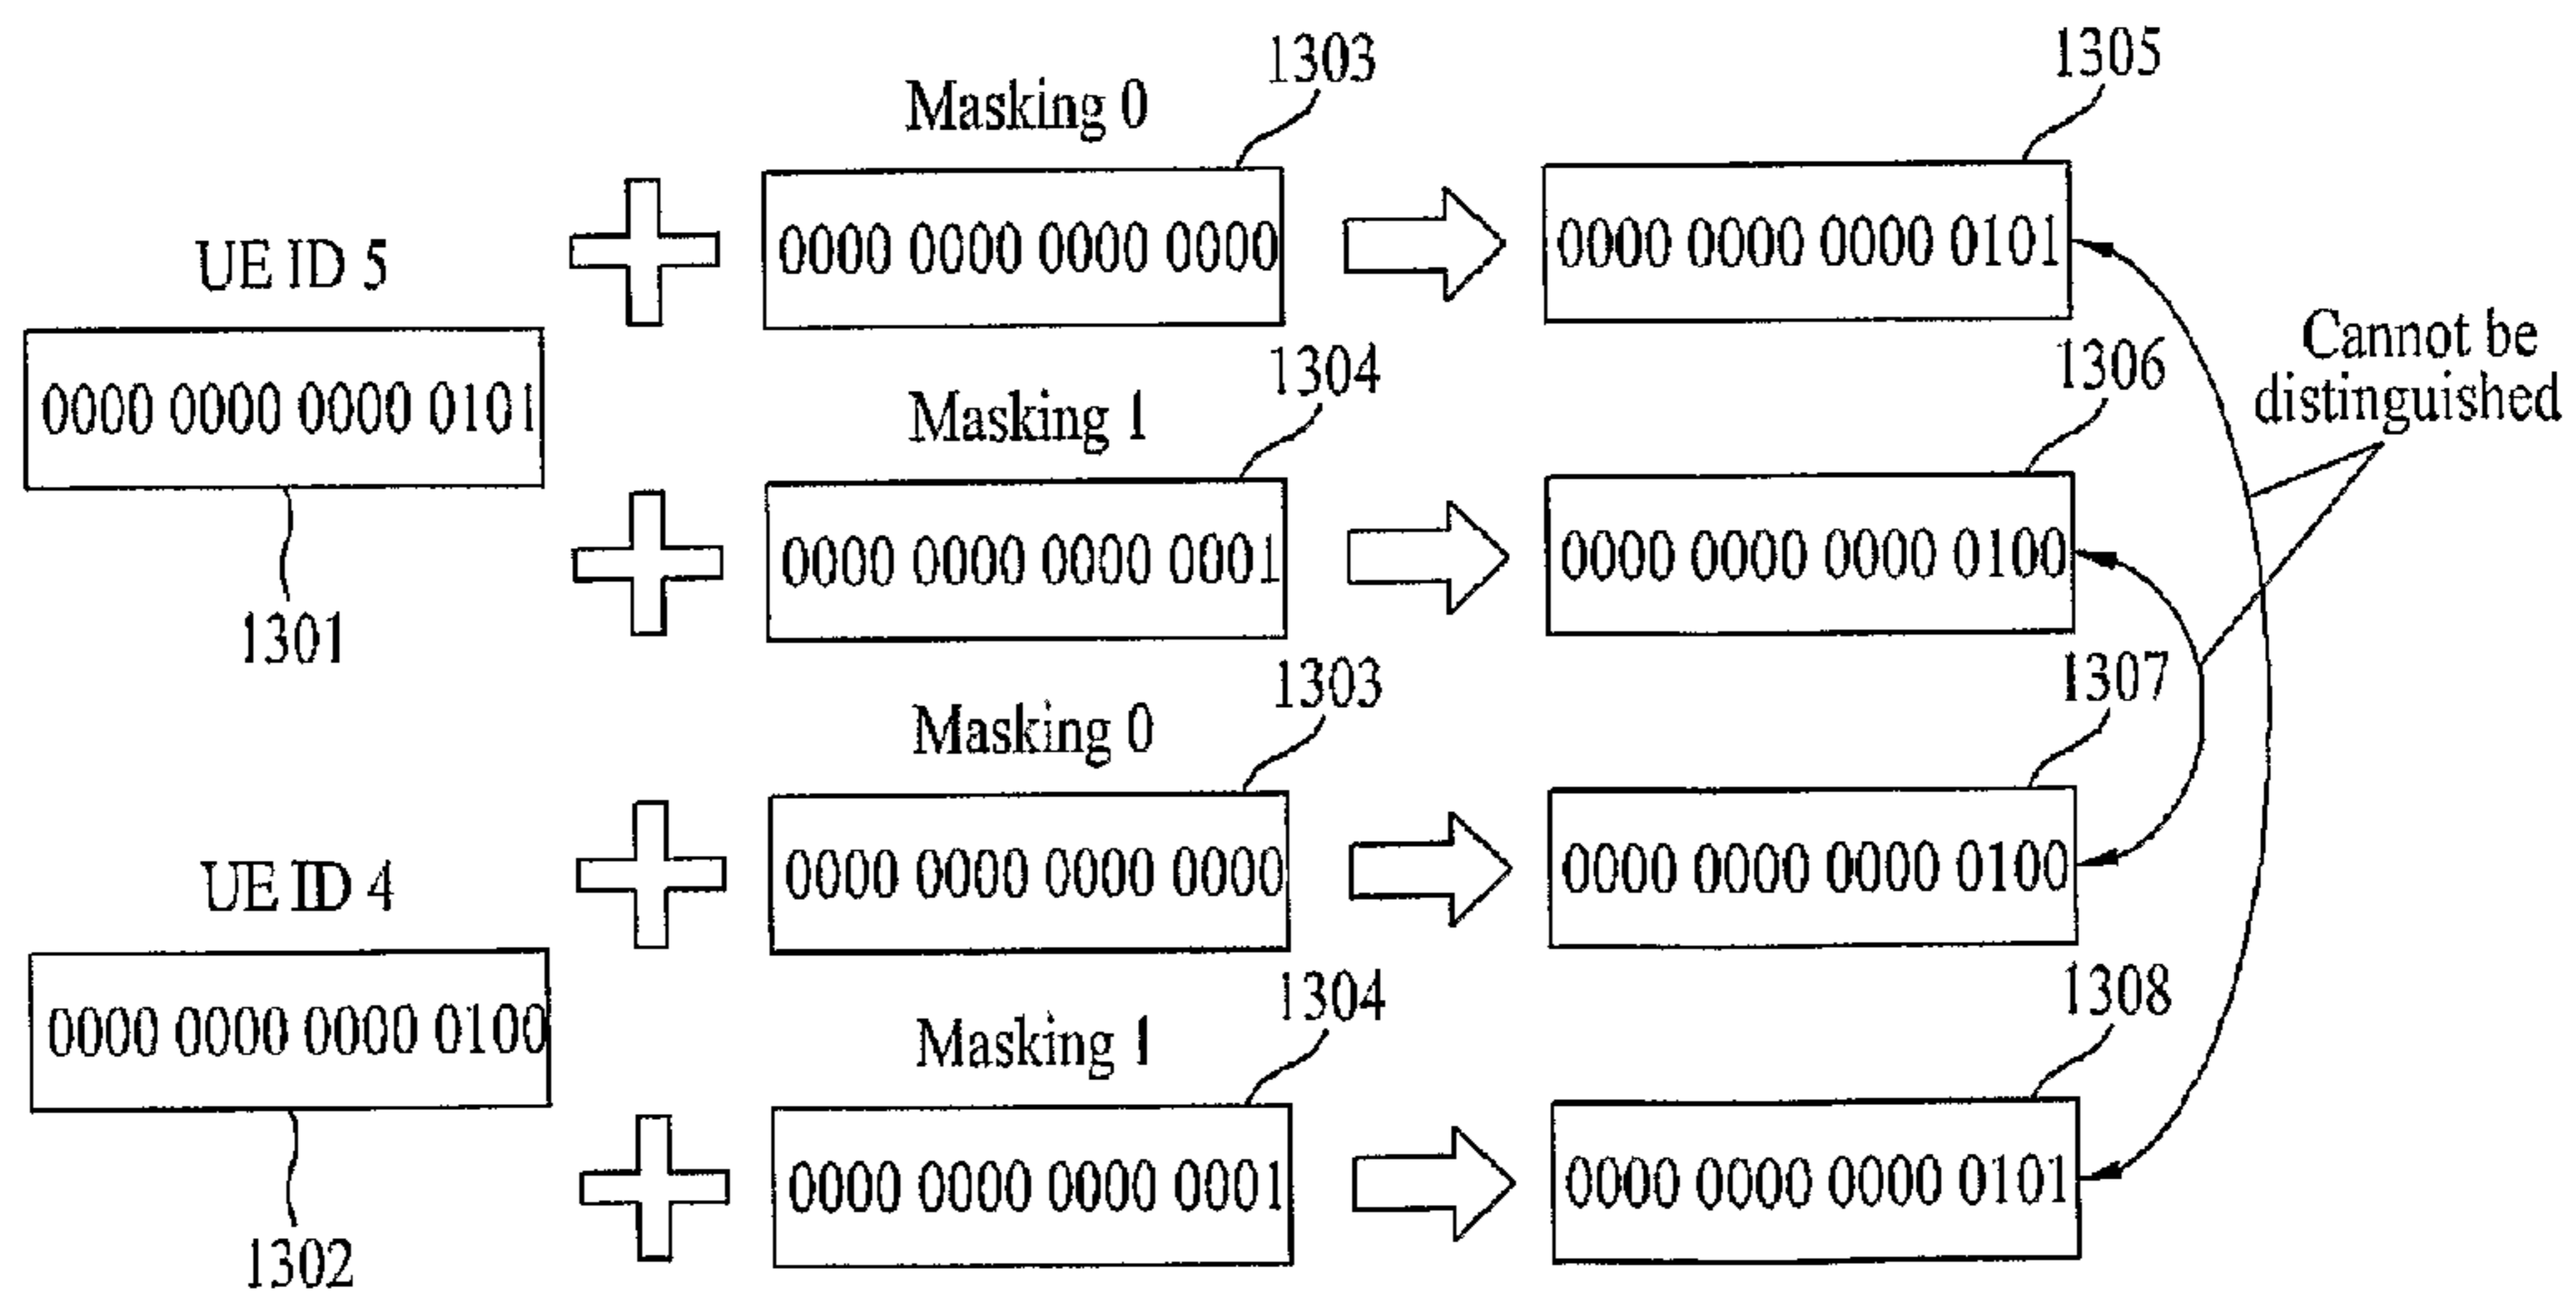 1303
1305
Masking 0
0000 0000 0000 0000
0000 0000 0000 0101
UE ID 5
0000 0000 0000 0101
1301
Cannot be
distinguished
1304
1306
Masking 1
0000 0000 0000 0001
0000 0000 0000 0100
1303
1307
Masking 0
0000 0000 0000 0000
0000 0000 0000 0100
UE ID 4
0000 0000 0000 0100
1302
1304
1308
Masking 1
0000 0000 0000 0001
0000 0000 0000 0101